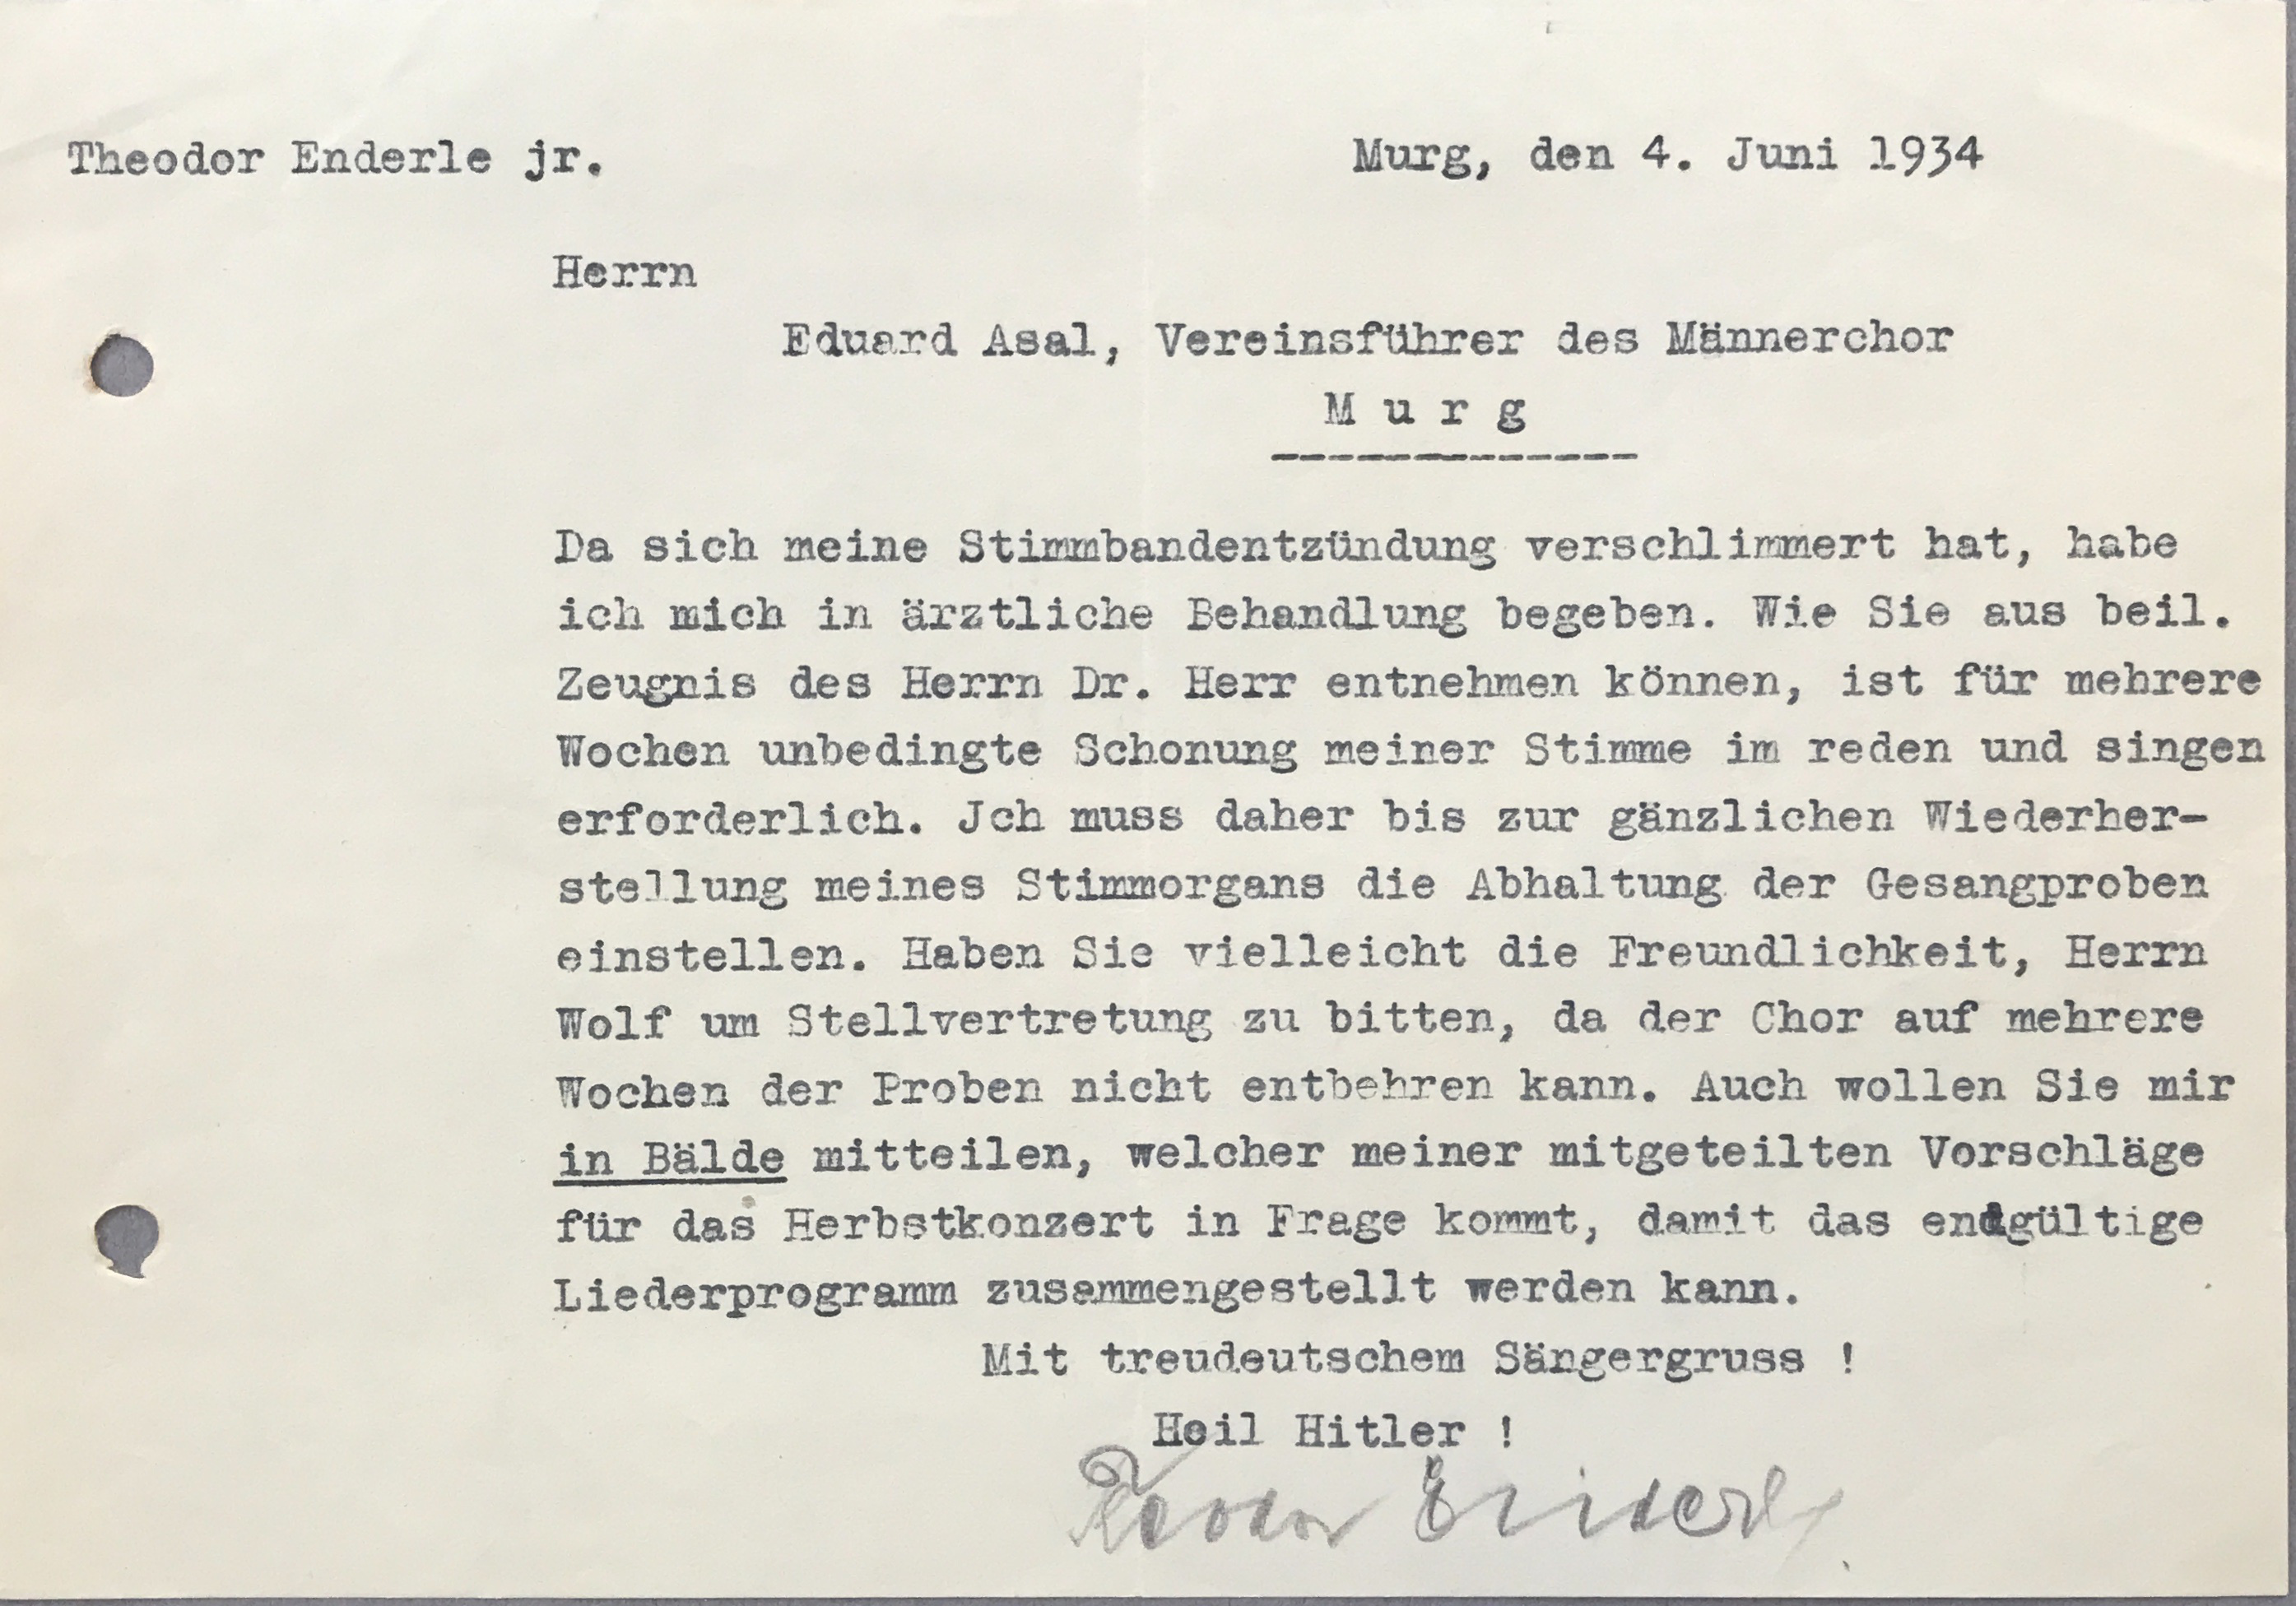 Theodor Enderle jr. Murg, den 4. Juni 1934
Herrn
Eduard Asal, Vereinsführer des Männerchor
M u r g
-------------
Da sich meine Stimmbandentzündung verschlimmert hat, habe
ich mich in ärztliche Behandlung begeben. Wie Sie aus beil.
Zeugnis des Herrn Dr. Herr entnehmen können, ist für mehrere
Wochen unbedingte Schonung meiner Stimme im reden und singen
erforderlich. Jch muss daher bis zur gänzlichen Wiederher-
stellung meines Stimmorgans die Abhaltung der Gesangproben
einstellen. Haben Sie vielleicht die Freundlichkeit, Herrn
Wolf um Stellvertretung zu bitten, da der Chor auf mehrere
Wochen der Proben nicht entbehren kann. Auch wollen Sie mir
in Bälde mitteilen, welcher meiner mitgeteilten Vorschläge
für das Herbstkonzert in Frage kommt, damit das endgültige
Liederprogramm zusammengestellt werden kann.
Mit treudeutschem Sängergruss !
Heil Hitler !
Theodor Enderle